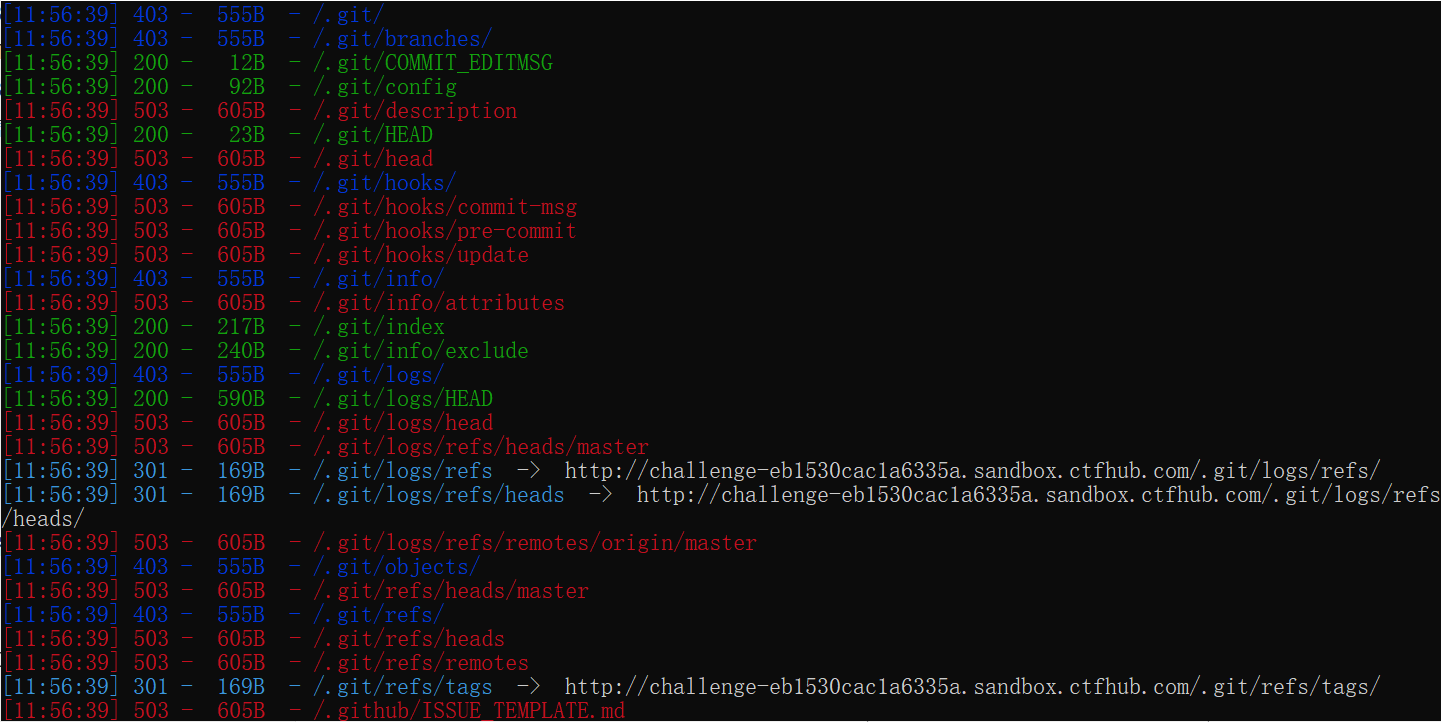 [11:56:39] 403 -  555B  - /.git/
[11:56:39] 403 -  555B  - /.git/branches/
[11:56:39] 200 -   12B  - /.git/COMMIT_EDITMSG
[11:56:39] 200 -   92B  - /.git/config
[11:56:39] 503 -  605B  - /.git/description
[11:56:39] 200 -   23B  - /.git/HEAD
[11:56:39] 503 -  605B  - /.git/head
[11:56:39] 403 -  555B  - /.git/hooks/
[11:56:39] 503 -  605B  - /.git/hooks/commit-msg
[11:56:39] 503 -  605B  - /.git/hooks/pre-commit
[11:56:39] 503 -  605B  - /.git/hooks/update
[11:56:39] 403 -  555B  - /.git/info/
[11:56:39] 503 -  605B  - /.git/info/attributes
[11:56:39] 200 -  217B  - /.git/index
[11:56:39] 200 -  240B  - /.git/info/exclude
[11:56:39] 403 -  555B  - /.git/logs/
[11:56:39] 200 -  590B  - /.git/logs/HEAD
[11:56:39] 503 -  605B  - /.git/logs/head
[11:56:39] 503 -  605B  - /.git/logs/refs/heads/master
[11:56:39] 301 -  169B  - /.git/logs/refs  ->  http://challenge-eb1530cac1a6335a.sandbox.ctfhub.com/.git/logs/refs/
[11:56:39] 301 -  169B  - /.git/logs/refs/heads  ->  http://challenge-eb1530cac1a6335a.sandbox.ctfhub.com/.git/logs/refs
/heads/
[11:56:39] 503 -  605B  - /.git/logs/refs/remotes/origin/master
[11:56:39] 403 -  555B  - /.git/objects/
[11:56:39] 503 -  605B  - /.git/refs/heads/master
[11:56:39] 403 -  555B  - /.git/refs/
[11:56:39] 503 -  605B  - /.git/refs/heads
[11:56:39] 503 -  605B  - /.git/refs/remotes
[11:56:39] 301 -  169B  - /.git/refs/tags  ->  http://challenge-eb1530cac1a6335a.sandbox.ctfhub.com/.git/refs/tags/
[11:56:39] 503 -  605B  - /.github/ISSUE_TEMPLATE.md